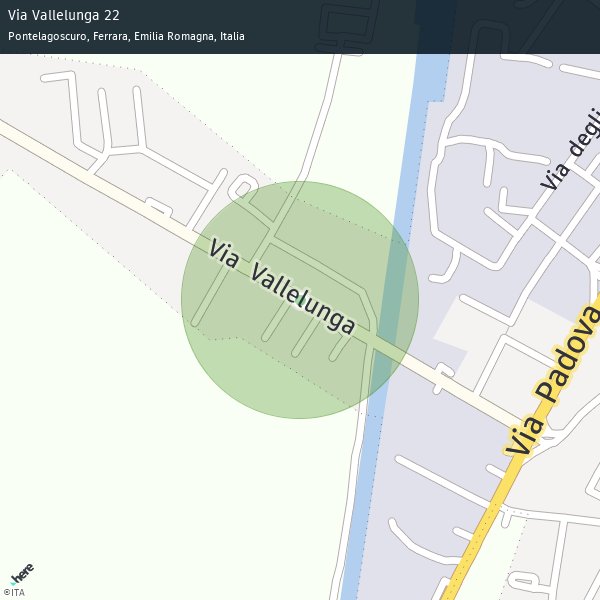 Via Vallelunga 22
Pontelagoscuro, Ferrara, Emilia Romagna, Italia
Via degli
Via Vallelunga
Via Padova
here
© ITA